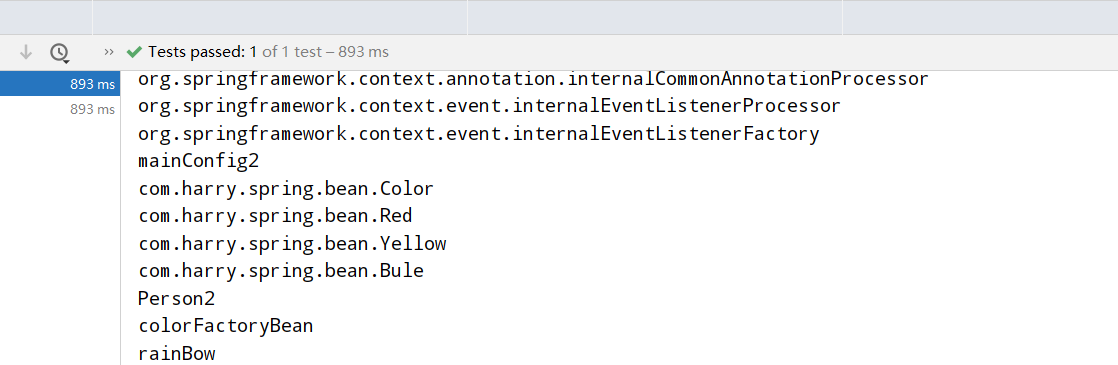 Tests passed: 1 of 1 test – 893 ms
893 ms
893 ms
org.springframework.context.annotation.internalCommonAnnotationProcessor
org.springframework.context.event.internalEventListenerProcessor
org.springframework.context.event.internalEventListenerFactory
mainConfig2
com.harry.spring.bean.Color
com.harry.spring.bean.Red
com.harry.spring.bean.Yellow
com.harry.spring.bean.Bule
Person2
colorFactoryBean
rainBow